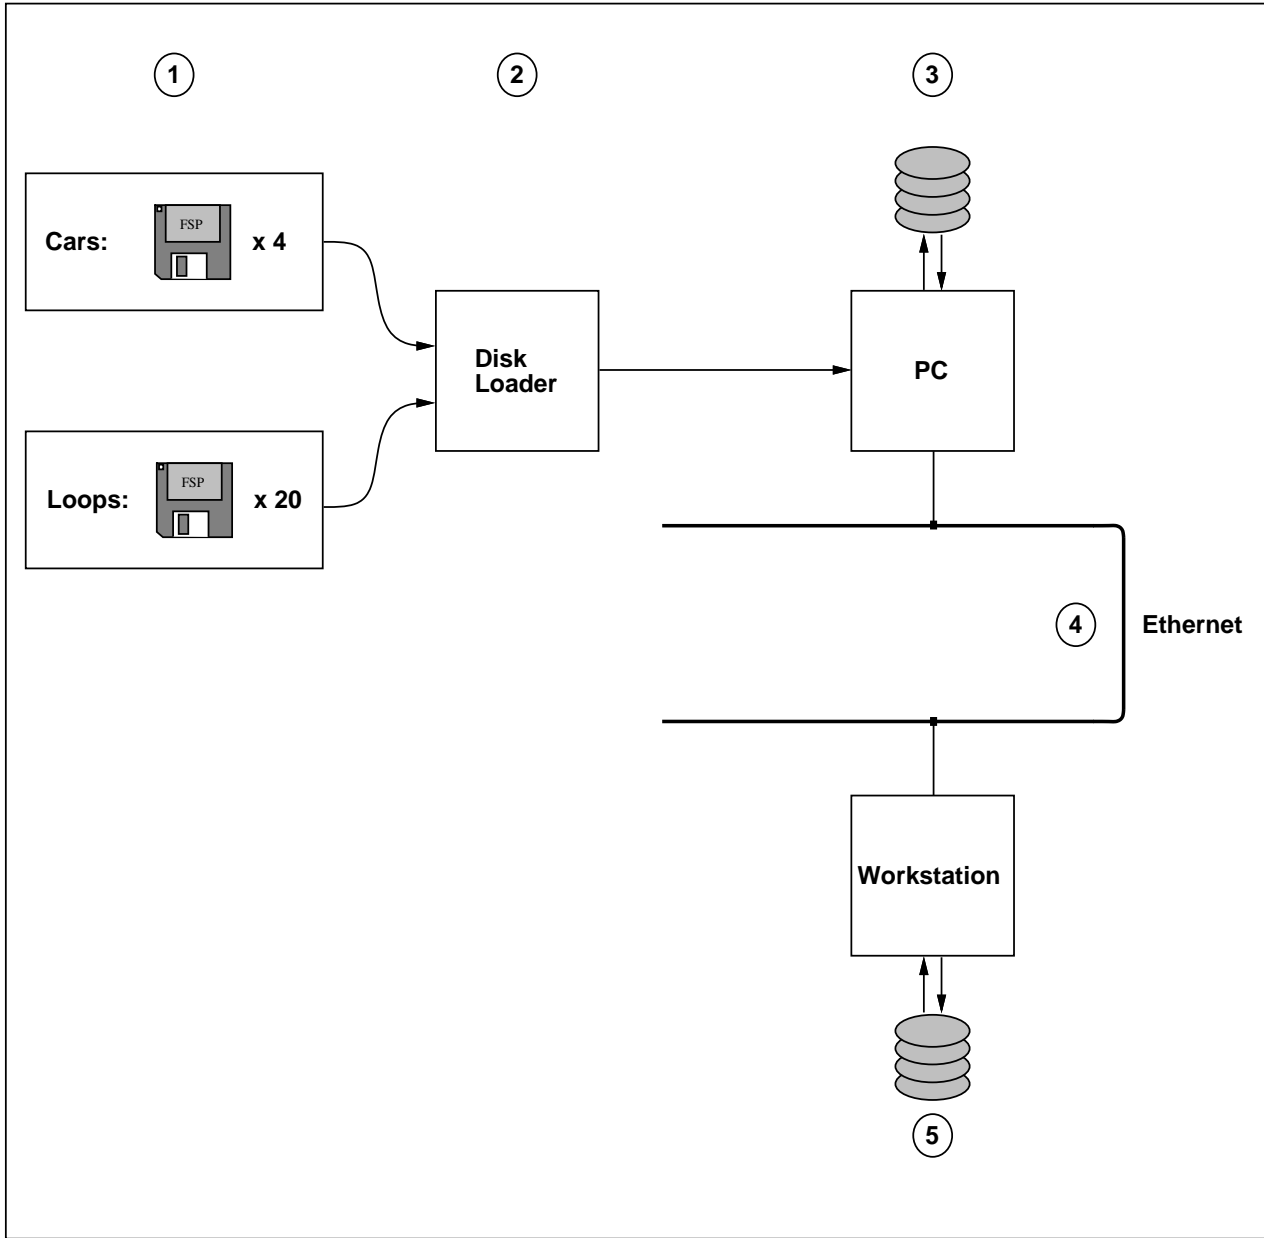 1
2
3
Cars:
FSP
x 4
Disk
Loader
PC
Loops:
FSP
x 20
4
Ethernet
Workstation
5